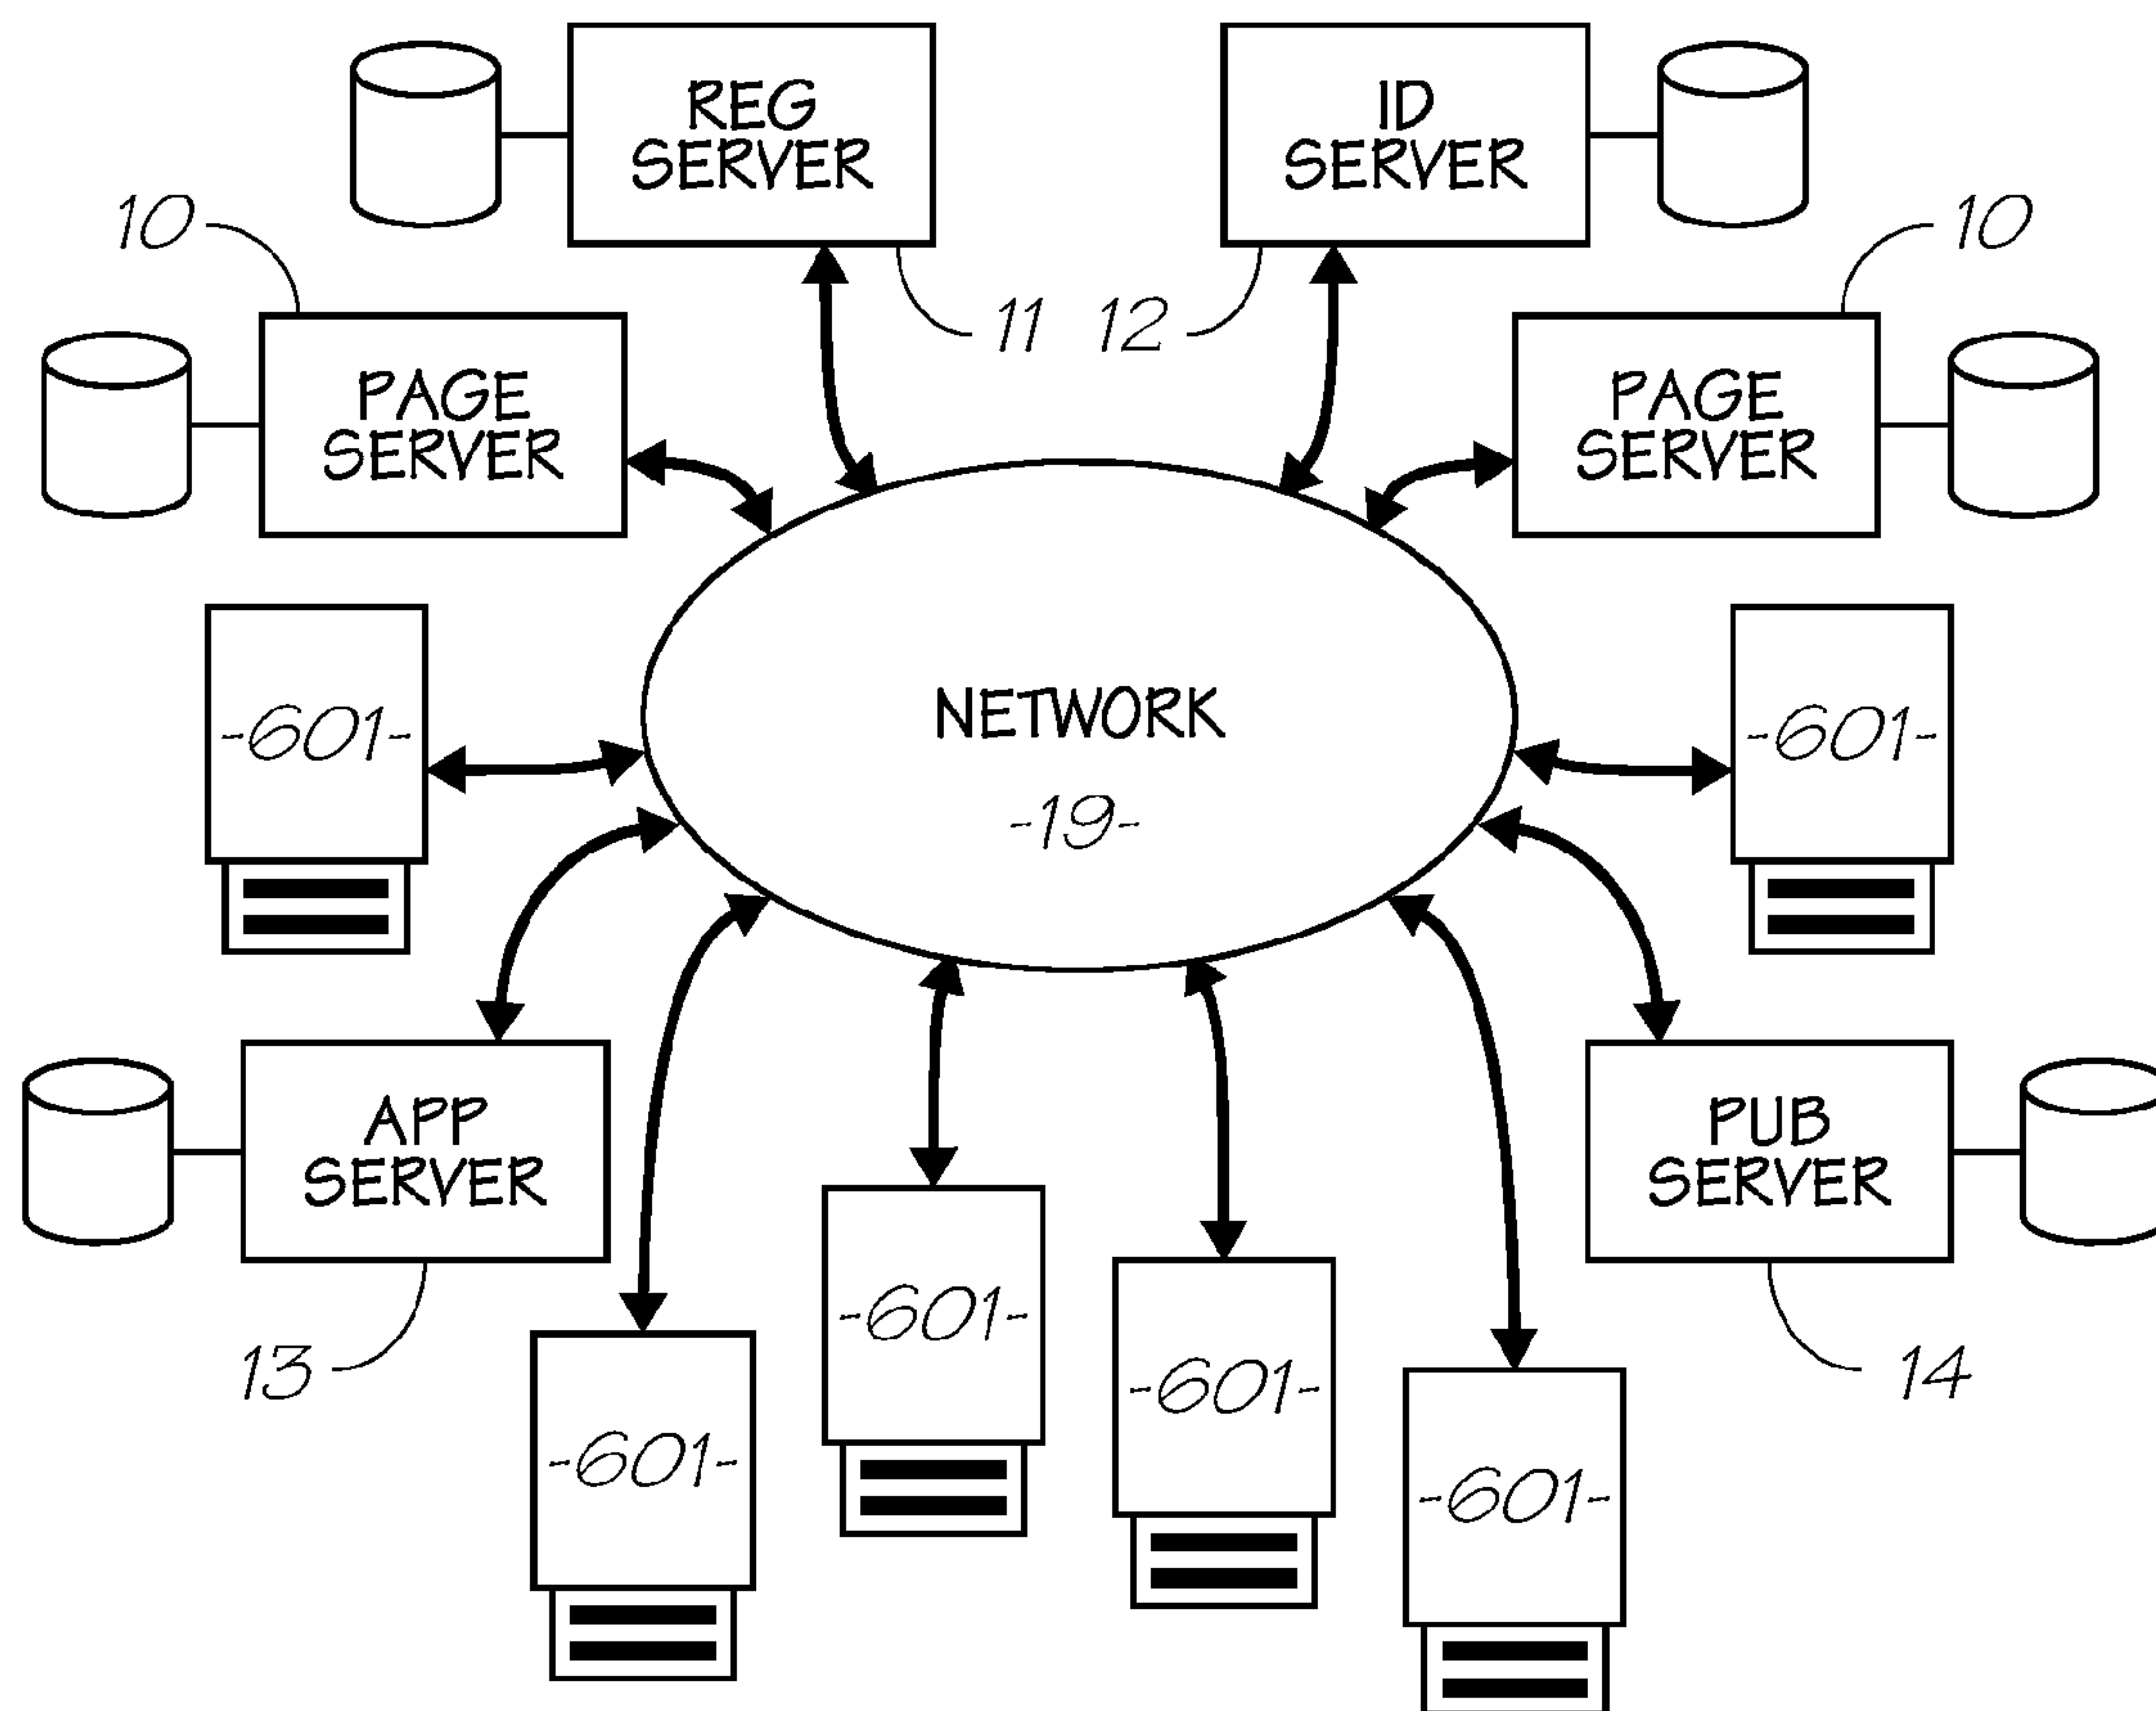 REG
SERVER
ID
SERVER
10
10
11
12
PAGE
SERVER
PAGE
SERVER
-601-
NETWORK
-19-
-601-
APP
SERVER
PUB
SERVER
13
14
-601-
-601-
-601-
-601-